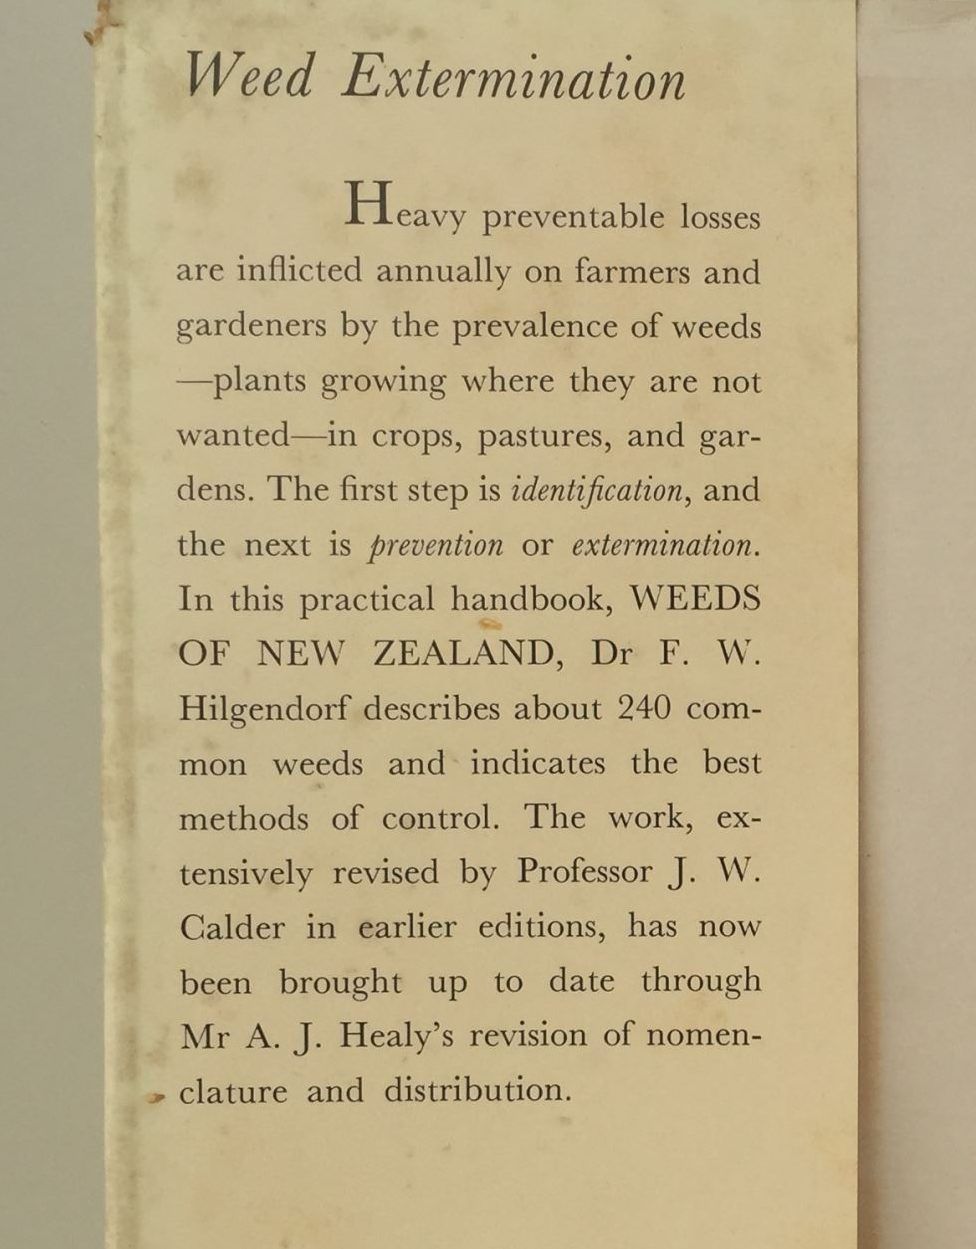 Weed Extermination
Heavy preventable losses
are inflicted annually on farmers and
gardeners by the prevalence of weeds
—plants growing where they are not
wanted—in crops, pastures, and gar-
dens. The first step is identification, and
the next is prevention or extermination.
In this practical handbook, WEEDS
OF NEW ZEALAND, Dr F. W.
Hilgendorf describes about 240 com-
mon weeds and indicates the best
methods of control. The work, ex-
tensively revised by Professor J. W.
Calder in earlier editions, has now
been brought up to date through
Mr A. J. Healy's revision of nomen-
clature and distribution.